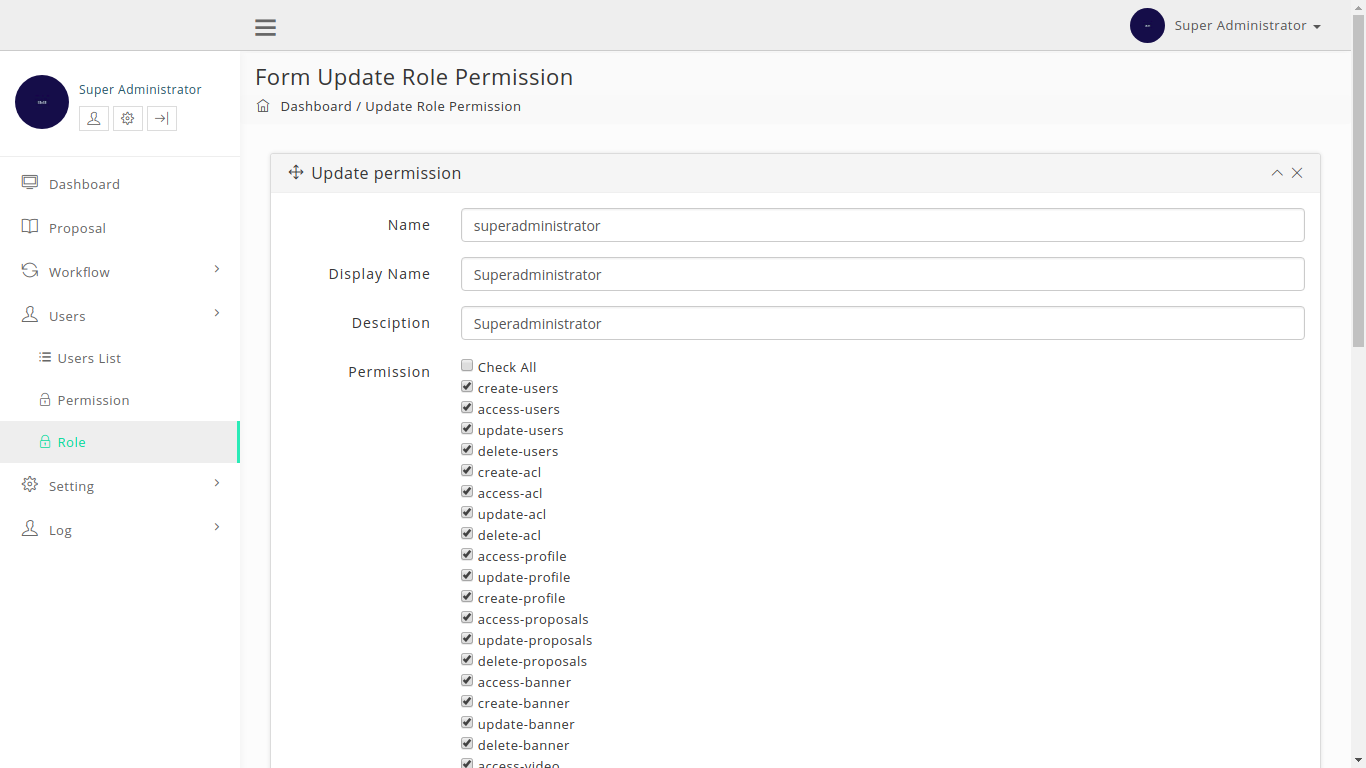 Super Administrator
Super Administrator
Form Update Role Permission
Dashboard / Update Role Permission
Dashboard
Proposal
Workflow
Users
Users List
Permission
Role
Setting
Log
Update permission
Name
superadministrator
Display Name
Superadministrator
Desciption
Superadministrator
Permission
Check All
create-users
access-users
update-users
delete-users
create-acl
access-acl
update-acl
delete-acl
access-profile
update-profile
create-profile
access-proposals
update-proposals
delete-proposals
access-banner
create-banner
update-banner
delete-banner
access-video